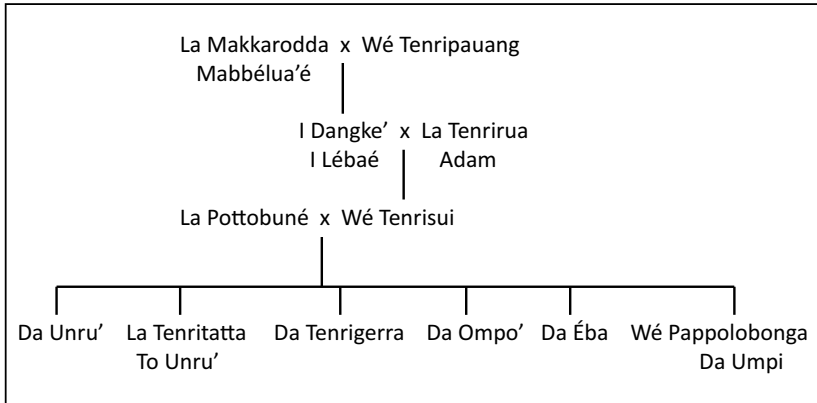 La Makkarodda x Wé Tenripauang
Mabbélua’é
I Dangke’ x La Tenrirua
I Lébaé Adam
La Pottobuné x Wé Tenrisui
Da Unru’ La Tenritatta Da Tenrigerra Da Ompo’ Da Éba Wé Pappolobonga
To Unru’ Da Umpi